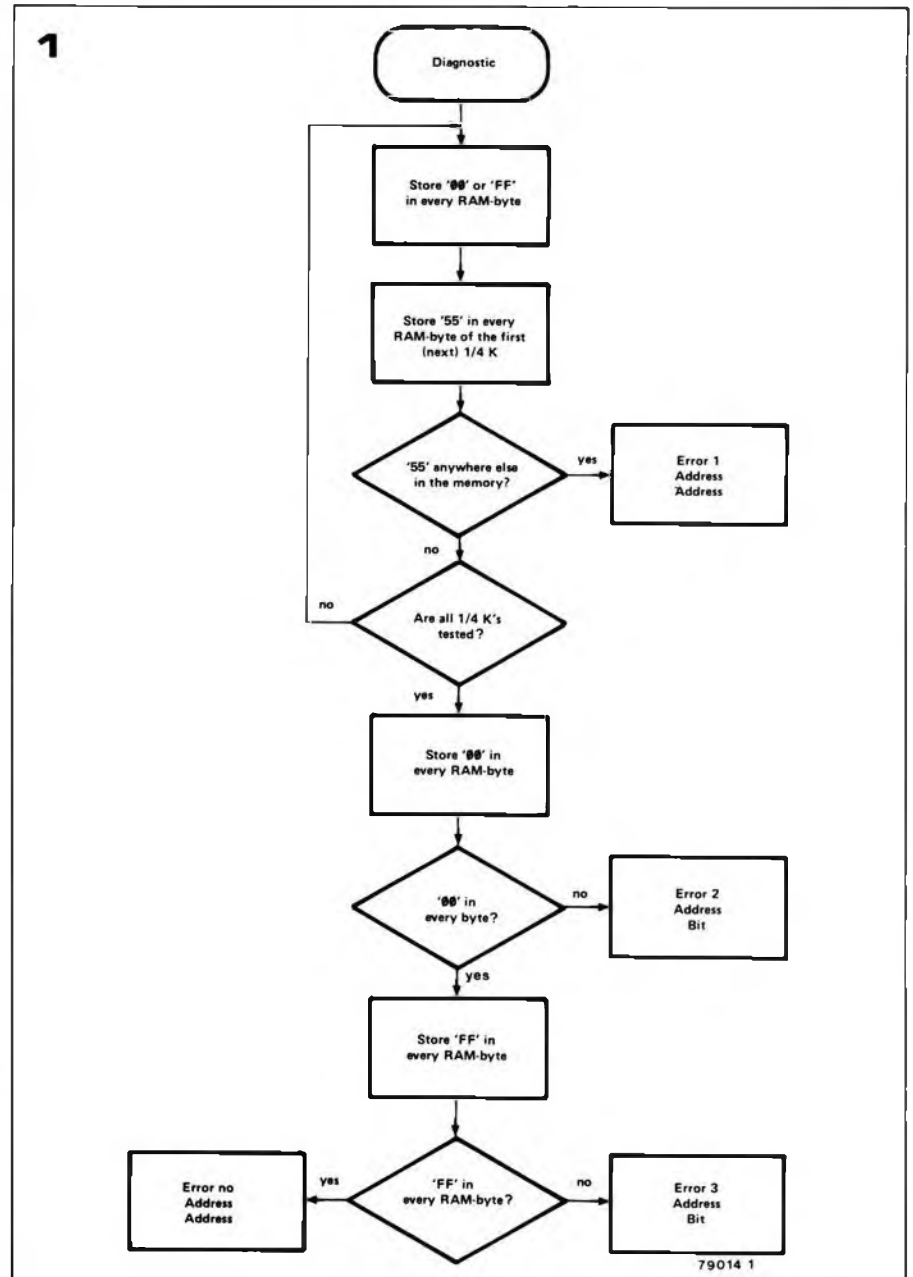 1
Diagnostic
Store '00' or 'FF'
in every RAM-byte
Store '55' in every
RAM-byte of the first
(next) 1/4 K
'55' anywhere else
in the memory?
yes
Error 1
Address
Address
no
no
Are all 1/4 K's
tested?
yes
Store '00' in
every RAM-byte
'00' in
every byte?
no
Error 2
Address
Bit
yes
Store 'FF' in
every RAM-byte
Error no
Address
Address
yes
'FF' in
every RAM-byte?
no
Error 3
Address
Bit
79014 1